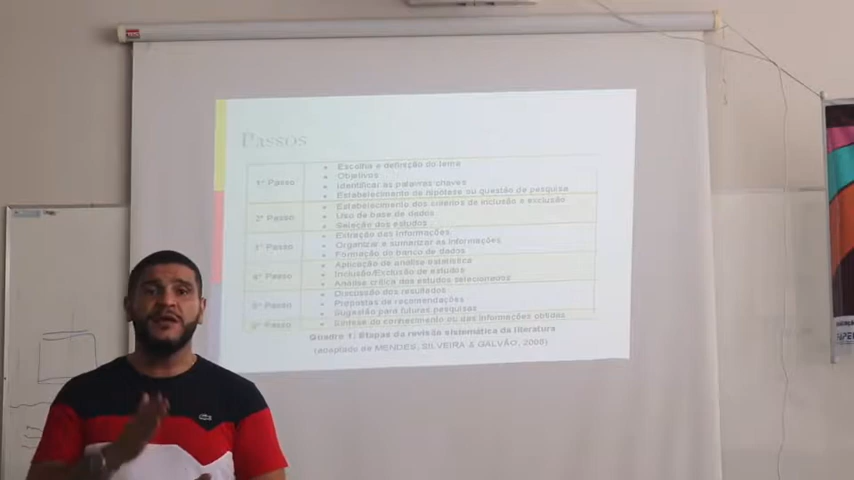 Passos
1º Passo
Escolha e definição do tema
Objetivos
Identificar as palavras chaves
Estabelecimento de hipótese ou questão de pesquisa
2º Passo
Estabelecimento dos critérios de inclusão e exclusão
Uso de base de dados
Seleção dos estudos
3º Passo
Extração das informações
Organizar e sumarizar as informações
Formação do banco de dados
4º Passo
Aplicação de análise estatística
Inclusão/Exclusão de estudos
Análise crítica dos estudos selecionados
5º Passo
Discussão dos resultados
Propostas de recomendações
Sugestão para futuras pesquisas
6º Passo
Síntese do conhecimento das informações obtidas
Quadro 1: Etapas da revisão sistemática da literatura
(adaptado de MENDES, SILVEIRA & GALVÃO, 2008)